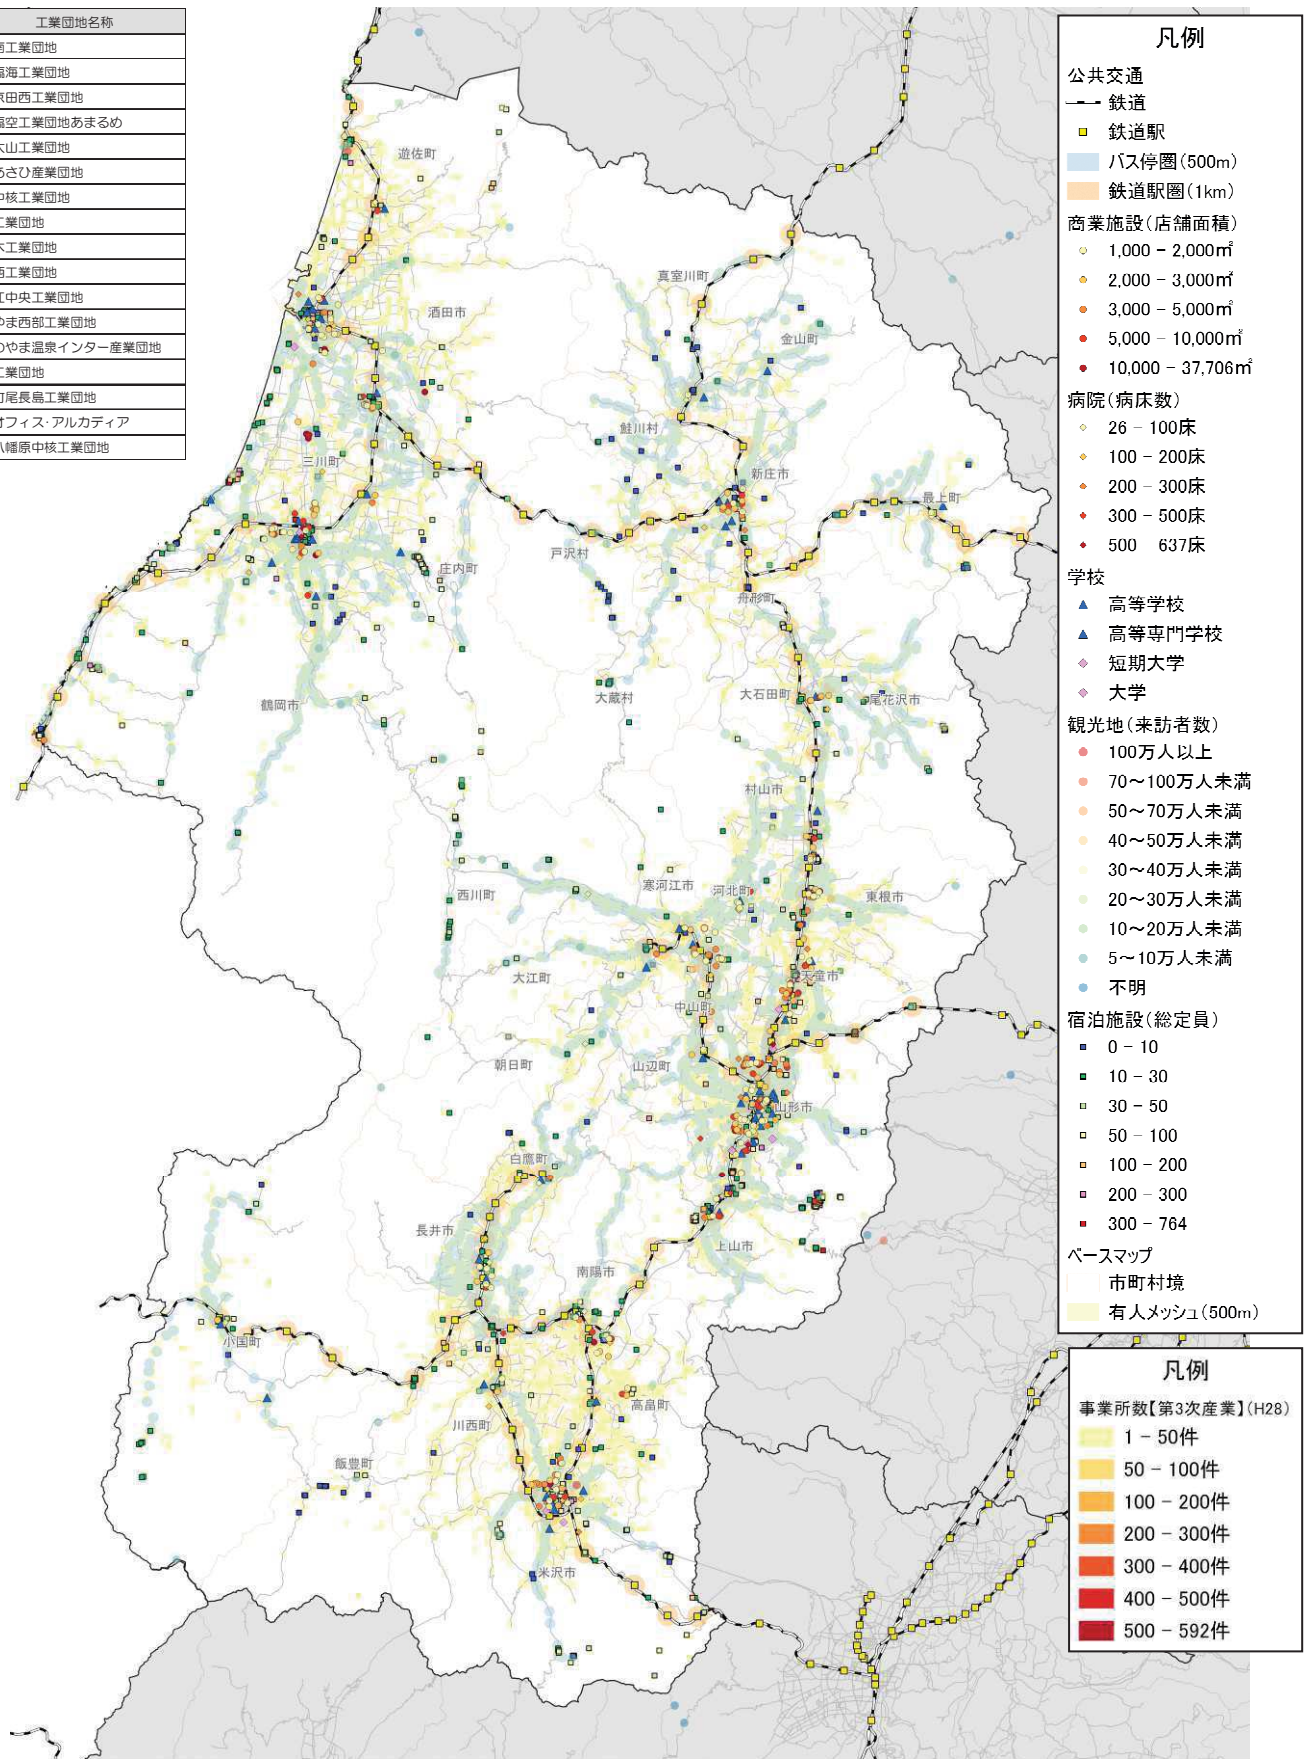 工業団地名称
南工業団地
臨海工業団地
京田西工業団地
臨空工業団地あまるめ
大山工業団地
あさひ産業団地
中核工業団地
工業団地
木工業団地
西工業団地
江中央工業団地
やま西部工業団地
のやま温泉インター産業団地
工業団地
町尾長島工業団地
オフィス・アルカディア
八幡原中核工業団地
遊佐町
酒田市
真室川町
金山町
鮭川村
三川町
新庄市
最上町
戸沢村
庄内町
舟形町
大蔵村
大石田町
尾花沢市
鶴岡市
村山市
西川町
寒河江市
河北町
東根市
大江町
天童市
中山町
朝日町
山辺町
山形市
白鷹町
長井市
上山市
南陽市
小国町
高畠町
川西町
飯豊町
米沢市
凡例
公共交通
鉄道
鉄道駅
バス停圏(500m)
鉄道駅圏(1km)
商業施設(店舗面積)
1,000 - 2,000㎡
2,000 - 3,000㎡
3,000 - 5,000㎡
5,000 - 10,000㎡
10,000 - 37,706㎡
病院(病床数)
26 - 100床
100 - 200床
200 - 300床
300 - 500床
500 637床
学校
高等学校
高等専門学校
短期大学
大学
観光地(来訪者数)
100万人以上
70～100万人未満
50～70万人未満
40～50万人未満
30～40万人未満
20～30万人未満
10～20万人未満
5～10万人未満
不明
宿泊施設(総定員)
0 - 10
10 - 30
30 - 50
50 - 100
100 - 200
200 - 300
300 - 764
ベースマップ
市町村境
有人メッシュ(500m)
凡例
事業所数【第3次産業】(H28)
1 - 50件
50 - 100件
100 - 200件
200 - 300件
300 - 400件
400 - 500件
500 - 592件